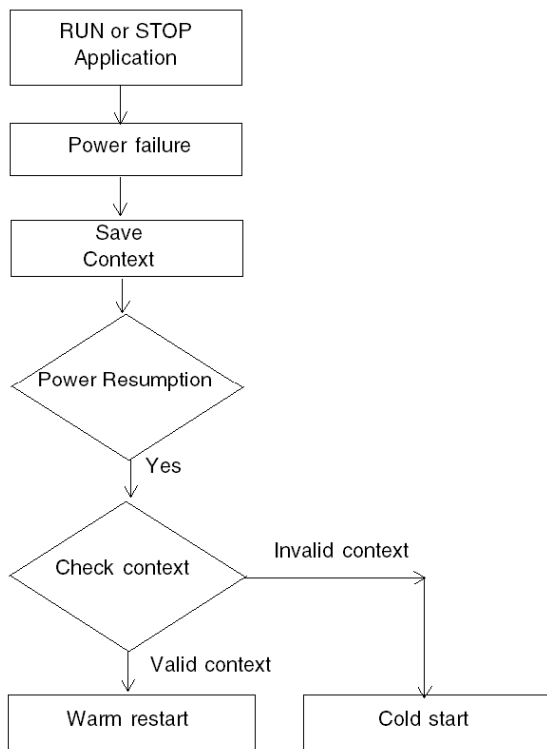 RUN or STOP
Application
Power failure
Save
Context
Power Resumption
Yes
Check context
Invalid context
Valid context
Warm restart
Cold start